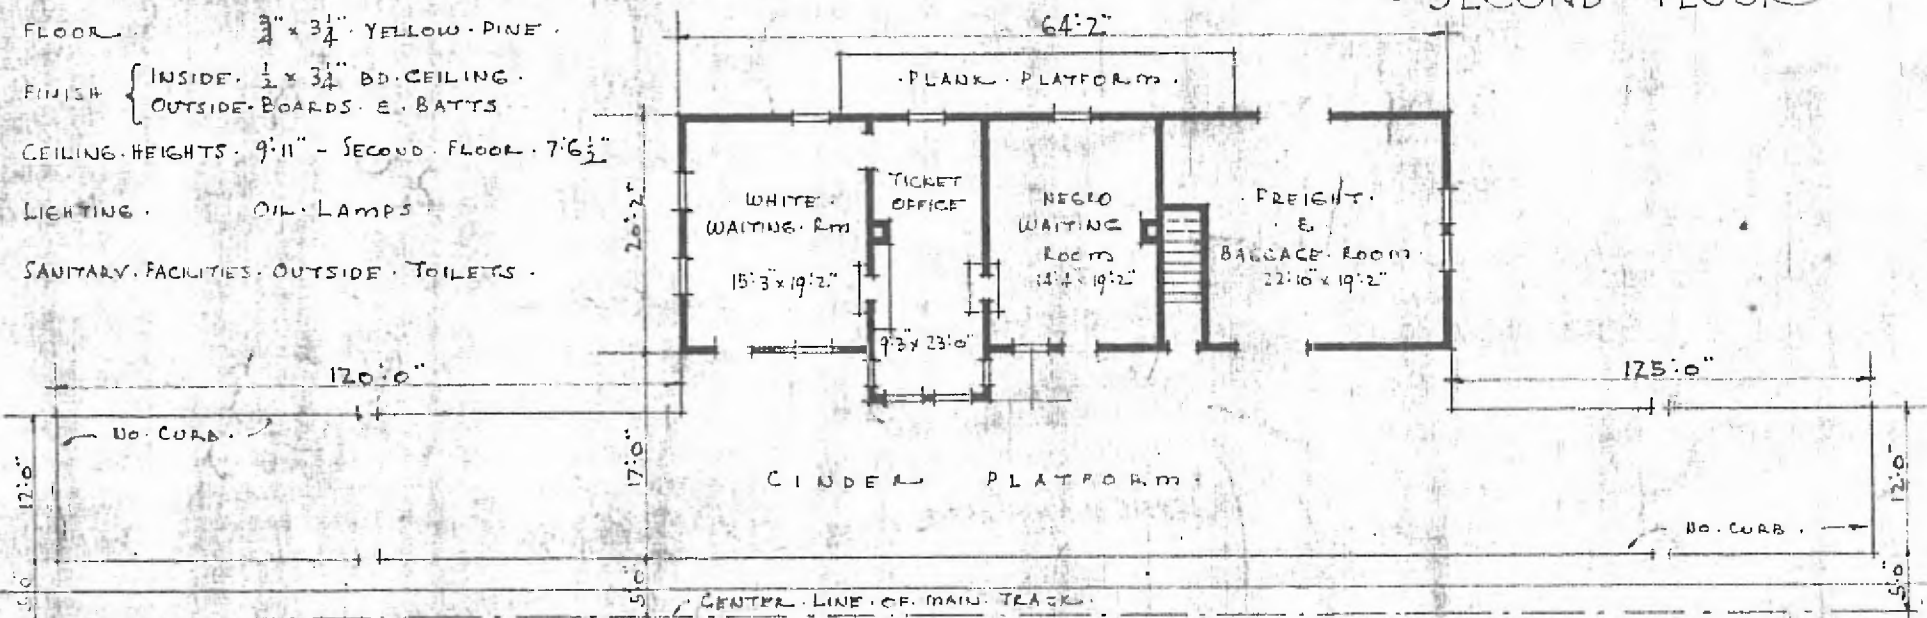 SECOND FLOOR
FLOOR. 3/4" x 3 1/4" YELLOW. PINE.
FINISH { INSIDE. 1/2 x 3 1/4" BD. CEILING.
OUTSIDE. BOARDS. & BATTS
CEILING. HEIGHTS. 9'-11" - SECOND. FLOOR. 7'6 1/2"
LIGHTING. OIL. LAMPS.
SANITARY. FACILITIES. OUTSIDE. TOILETS.
64'-2"
. PLANK. PLATFORM.
20'-2"
WHITE.
WAITING. RM
15'-3" x 19'-2"
TICKET
OFFICE
9'-3" x 23'-0"
NEGRO
WAITING
ROOM
19'-2"
. FREIGHT.
&
BAGGAGE. ROOM.
22'-10" x 19'-2"
120'-0"
125'-0"
NO. CURB.
12'-0"
17'-0"
CINDER PLATFORM.
12'-0"
NO. CURB.
5'-0"
5'-0"
5'-0"
CENTER. LINE. OF. MAIN. TRACK.